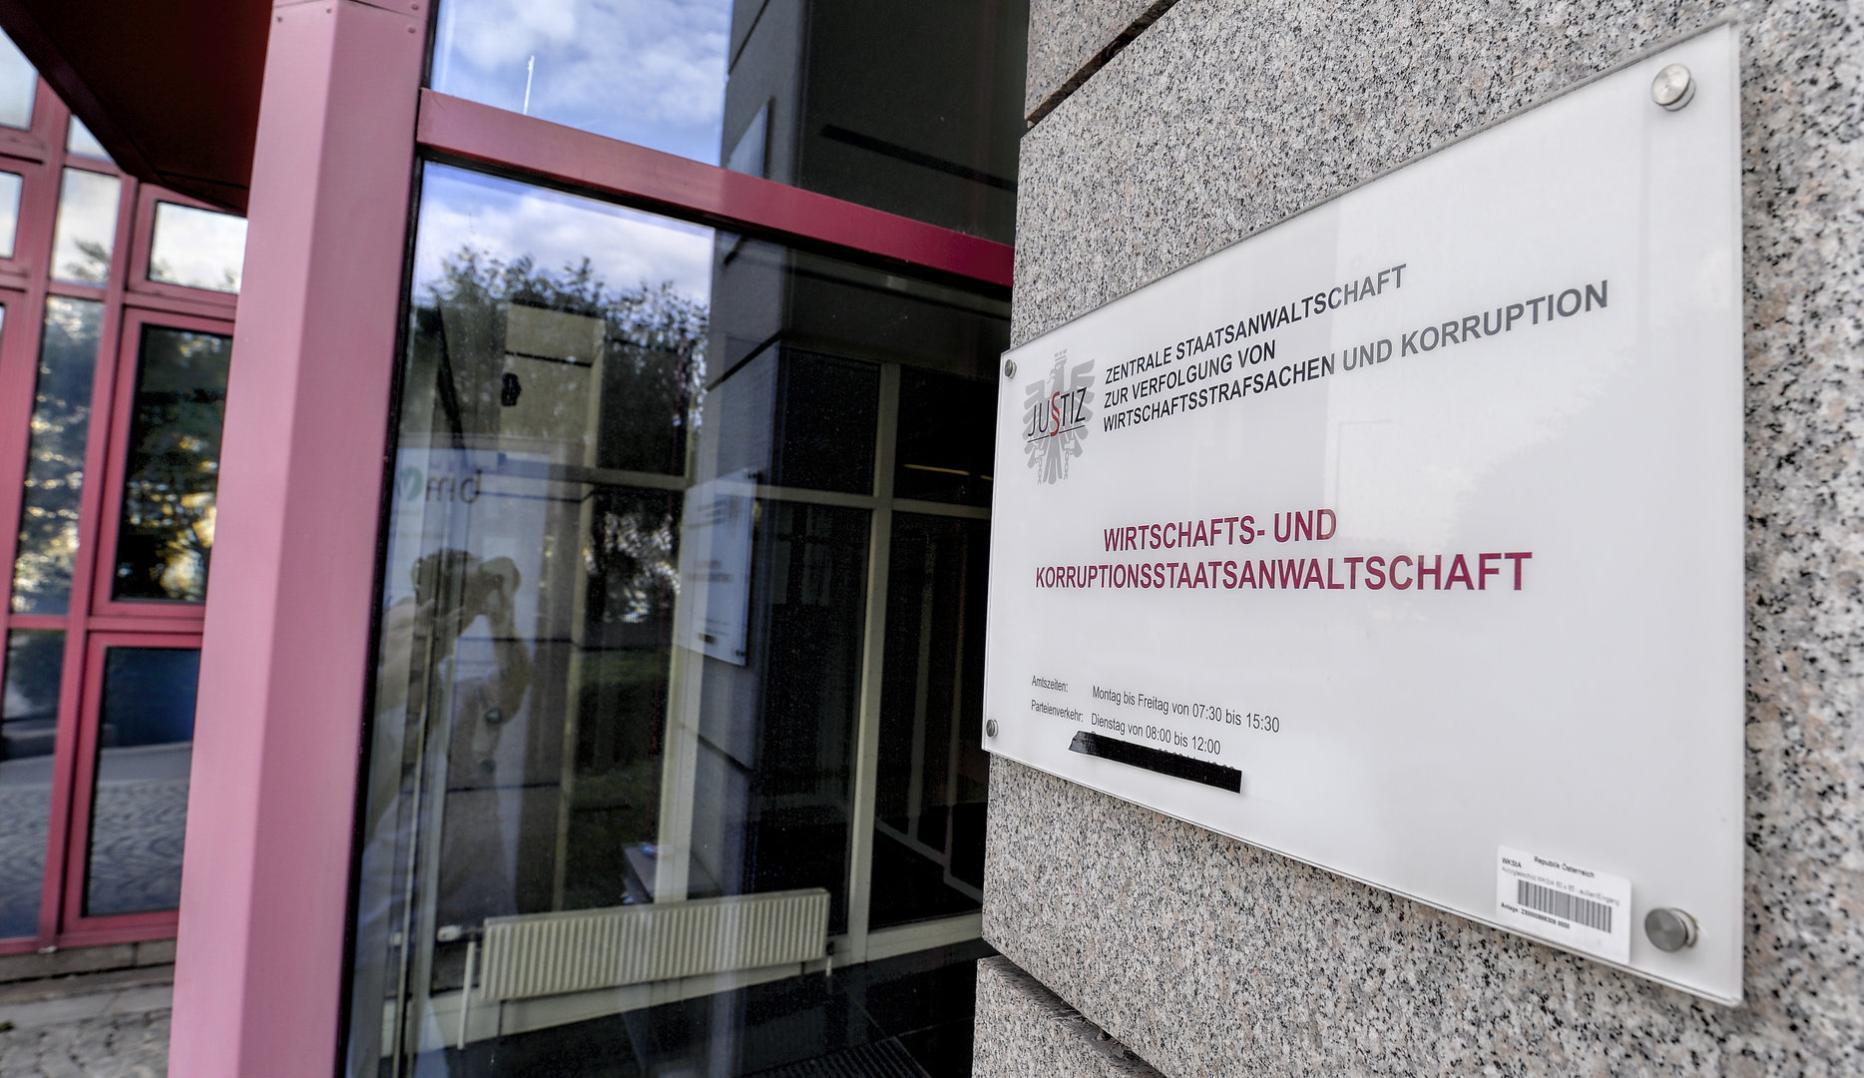 ZENTRALE STAATSANWALTSCHAFT
ZUR VERFOLGUNG VON
WIRTSCHAFTSSTRAFSACHEN UND KORRUPTION
JUSTIZ
WIRTSCHAFTS- UND
KORRUPTIONSSTAATSANWALTSCHAFT
Amtszeiten: Montag bis Freitag von 07:30 bis 15:30
Parteienverkehr: Dienstag von 08:00 bis 12:00
WKStA Republik Österreich
Anlage